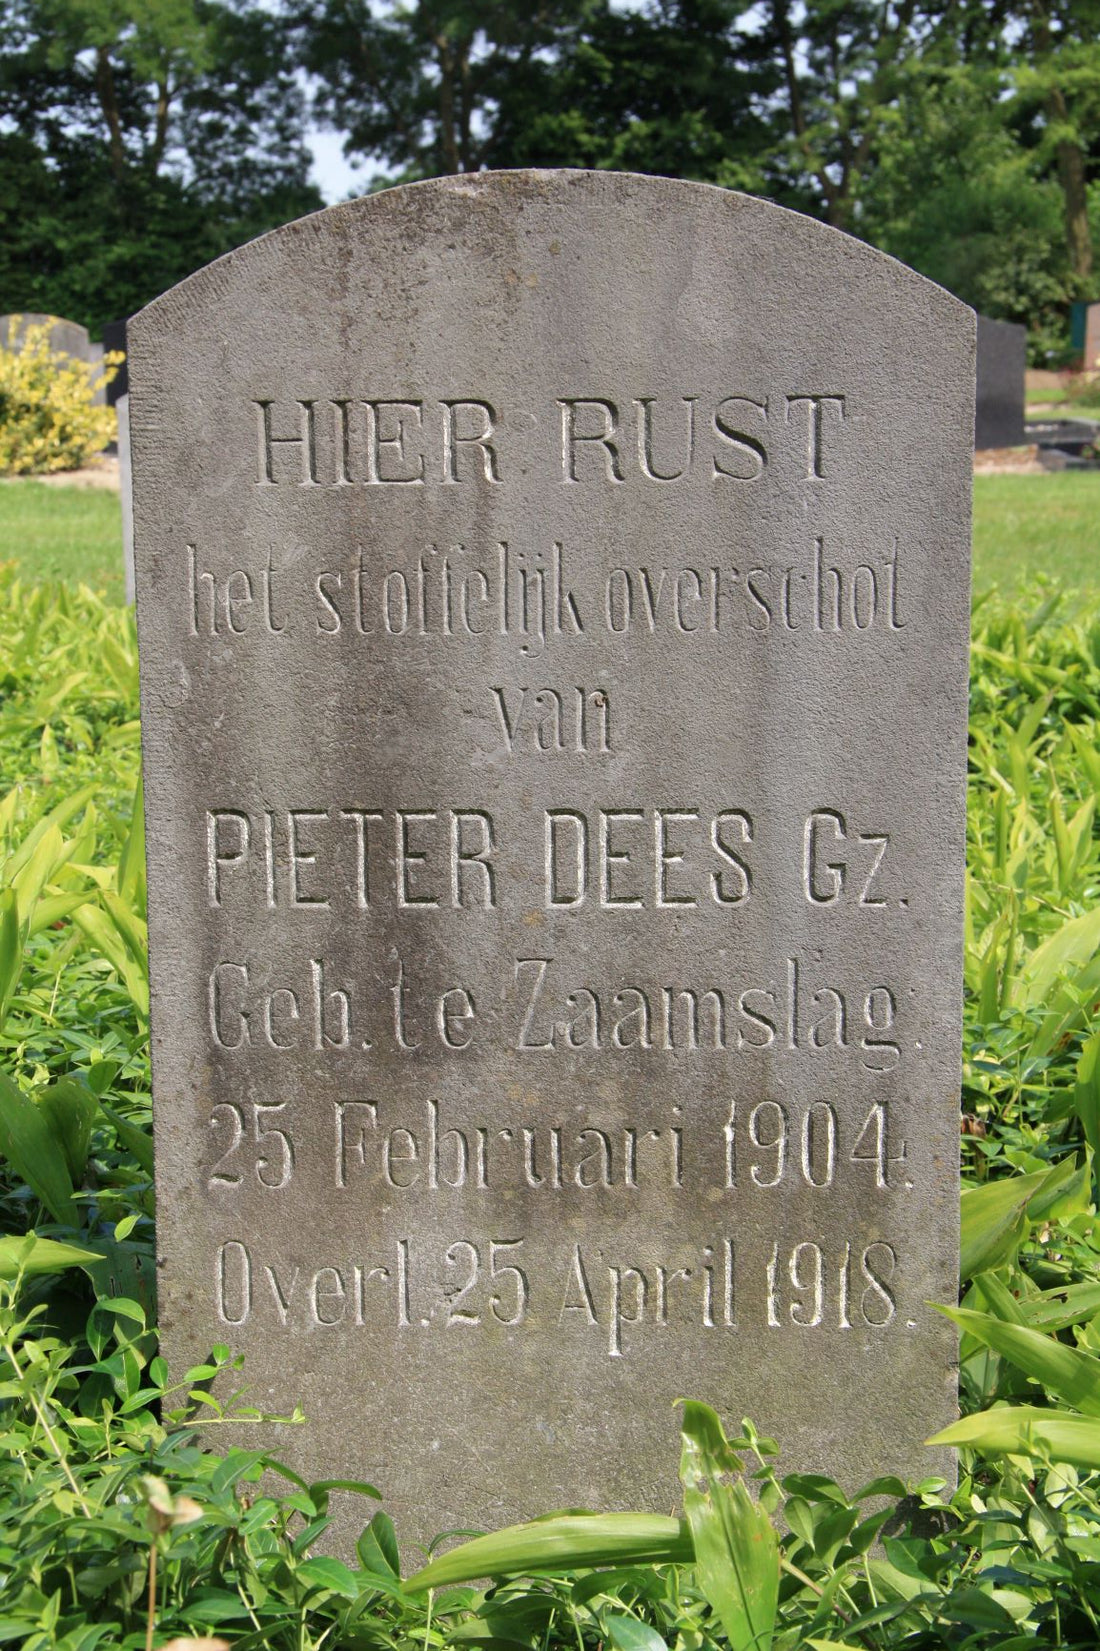 HIER RUST
het stoffelijk overschot
van
PIETER DEES Gz.
Geb. te Zaamslag.
25 Februari 1904.
Overl. 25 April 1918.